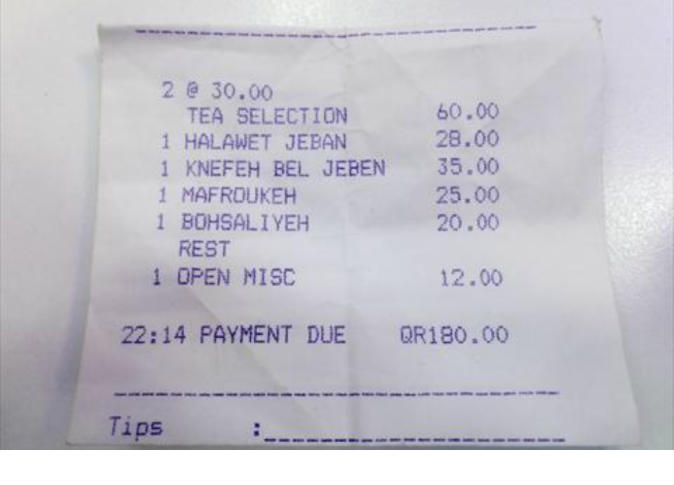 2 @ 30.00
TEA SELECTION 60.00
1 HALAWET JEBAN 28.00
1 KNEFEH BEL JEBEN 35.00
1 MAFROUKEH 25.00
1 BOHSALIYEH 20.00
REST
1 OPEN MISC 12.00
22:14 PAYMENT DUE QR180.00
Tips :